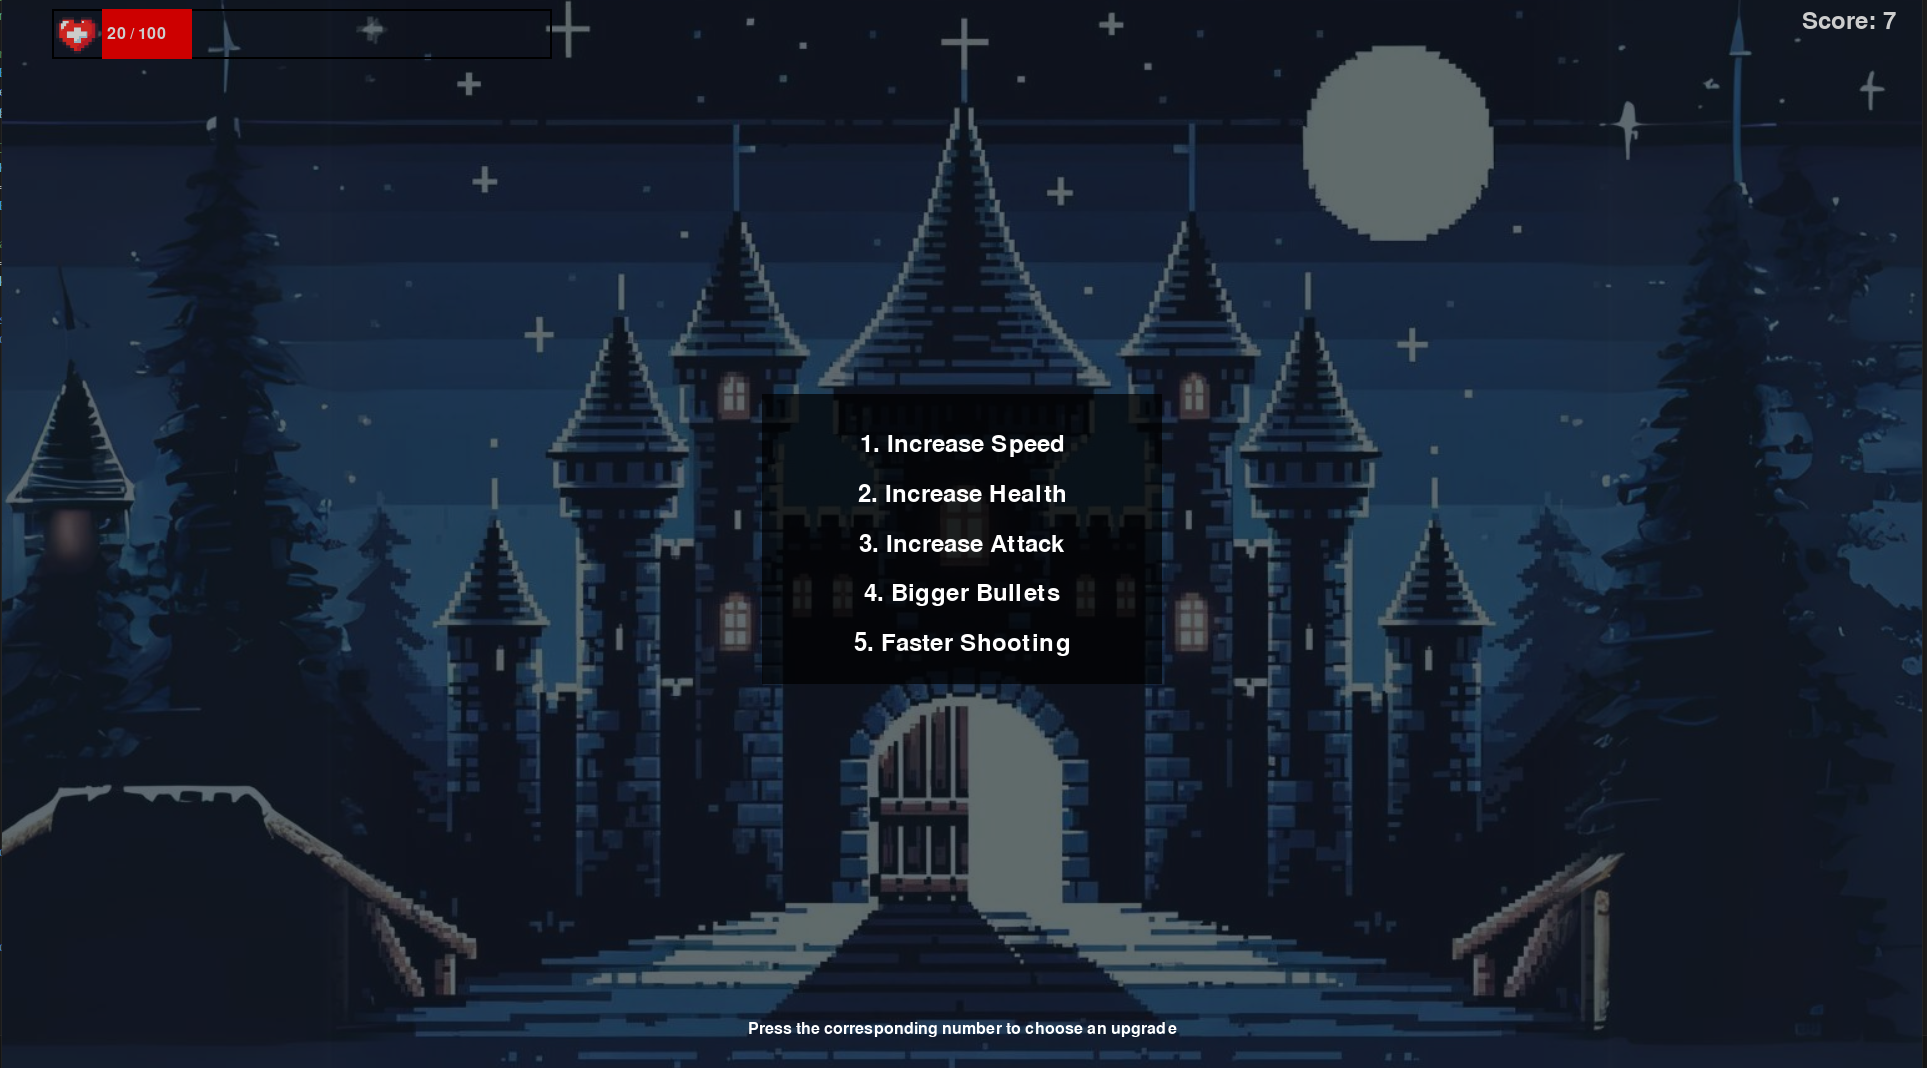 20 / 100
Score: 7
1. Increase Speed
2. Increase Health
3. Increase Attack
4. Bigger Bullets
5. Faster Shooting
Press the corresponding number to choose an upgrade